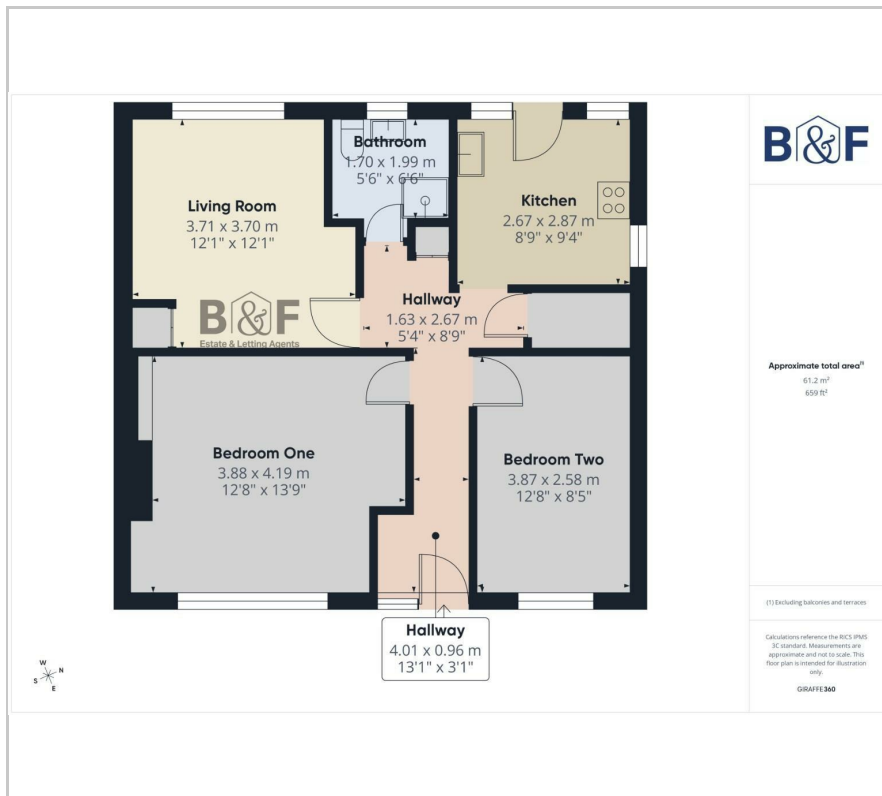 B&F
Living Room
3.71 x 3.70 m
12'1" x 12'1"
Bathroom
1.70 x 1.99 m
5'6" x 6'6"
Kitchen
2.67 x 2.87 m
8'9" x 9'4"
Hallway
1.63 x 2.67 m
5'4" x 8'9"
B&F
Estate & Letting Agents
Bedroom One
3.88 x 4.19 m
12'8" x 13'9"
Bedroom Two
3.87 x 2.58 m
12'8" x 8'5"
Hallway
4.01 x 0.96 m
13'1" x 3'1"
W
N
S
E
Approximate total area⁽¹⁾
61.2 m²
659 ft²
(1) Excluding balconies and terraces
Calculations reference the RICS IPMS
3C standard. Measurements are
approximate and not to scale. This
floor plan is intended for illustration
only.
GIRAFFE360